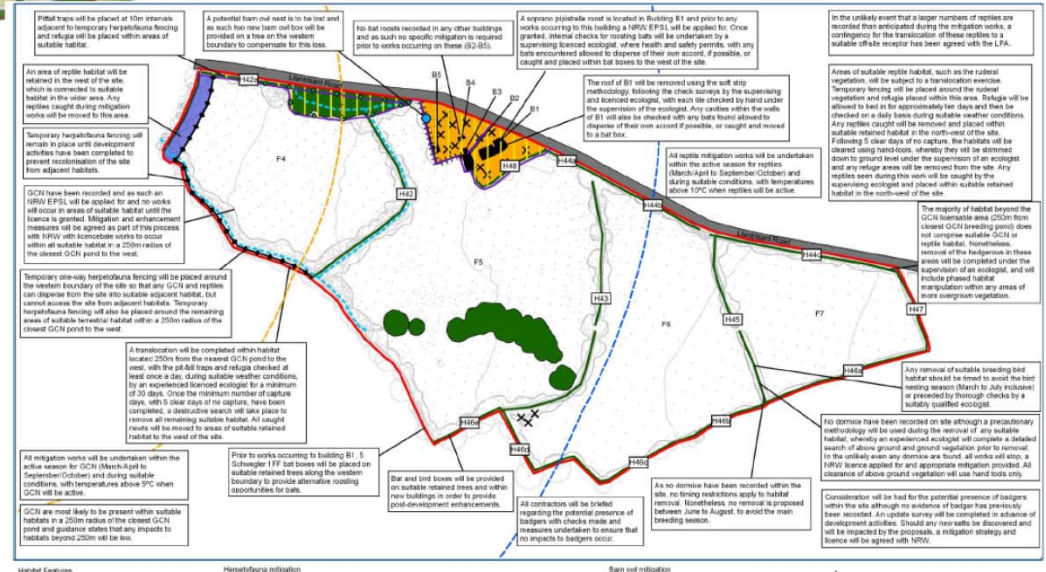 Pitfall traps will be placed at 10m intervals
adjacent to temporary herpetofauna fencing
and refugia will be placed within areas of
suitable habitat.
A potential barn owl nest is to be lost and
as such two new barn owl box will be
provided on a tree on the western
boundary to compensate for this loss.
No bat roosts recorded in any other buildings
and as such no specific mitigation is required
prior to works occurring on these (B2-B5).
A soprano pipistrelle roost is located in Building B1 and prior to any
works occurring to this building a NRW EPSL will be applied for. Once
granted, internal checks for roosting bats will be undertaken by a
supervising licenced ecologist, where health and safety permits, with any
bats encountered allowed to disperse of their own accord, if possible, or
caught and placed within bat boxes to the west of the site.
In the unlikely event that a larger numbers of reptiles are
recorded than anticipated during the mitigation works, a
contingency for the translocation of these reptiles to a
suitable offsite receptor has been agreed with the LPA.
An area of reptile habitat will be
retained in the west of the site,
which is connected to suitable
habitat in the wider area. Any
reptiles caught during mitigation
works will be moved to this area.
The roof of B1 will be removed using the soft strip
methodology, following the check surveys by the supervising
and licenced ecologist, with each tile checked by hand under
the supervision of the ecologist. Any cavities within the walls
of B1 will also be checked with any bats found allowed to
disperse of their own accord if possible, or caught and moved
to a bat box.
Areas of suitable reptile habitat, such as the ruderal
vegetation, will be subject to a translocation exercise.
Temporary fencing will be placed around the ruderal
vegetation and refugia placed within this area. Refugia will be
allowed to bed in for approximately ten days and then be
checked on a daily basis during suitable weather conditions.
Any reptiles caught will be removed and placed within
suitable retained habitat in the north-west of the site.
Following 5 clear days of no capture, the habitats will be
cleared using hand-tools, whereby they will be strimmed
down to ground level under the supervision of an ecologist
and any refuge areas will be removed from the site. Any
reptiles seen during this work will be caught by the
supervising ecologist and placed within suitable retained
habitat in the north-west of the site.
Temporary herpetofauna fencing will
remain in place until development
activities have been completed to
prevent recolonisation of the site
from adjacent habitats.
All reptile mitigation works will be undertaken
within the active season for reptiles
(March/April to September/October) and
during suitable conditions, with temperatures
above 10ºC when reptiles will be active.
GCN have been recorded and as such an
NRW EPSL will be applied for and no works
will occur in areas of suitable habitat until the
licence is granted. Mitigation and enhancement
measures will be agreed as part of this process
with NRW with licencebale works to occur
within all suitable habitat in a 250m radius of
the closest GCN pond to the west.
The majority of habitat beyond the
GCN licensable area (250m from
closest GCN breeding pond) does
not comprise suitable GCN or
reptile habitat. Nonetheless,
removal of the hedgerows in these
areas will be completed under the
supervision of an ecologist, and will
include phased habitat
manipulation within any areas of
more overgrown vegetation.
Temporary one-way herpetofauna fencing will be placed around
the western boundary of the site so that any GCN and reptiles
can disperse from the site into suitable adjacent habitat, but
cannot access the site from adjacent habitats. Temporary
herpetofauna fencing will also be placed around the remaining
areas of suitable terrestrial habitat within a 250m radius of the
closest GCN pond to the west.
A translocation will be completed within habitat
located 250m from the nearest GCN pond to the
west, with the pit-fall traps and refugia checked at
least once a day, during suitable weather conditions,
by an experienced licenced ecologist for a minimum
of 30 days. Once the minimum number of capture
days, with 5 clear days of no capture, have been
completed, a destructive search will take place to
remove all remaining suitable habitat. All caught
newts will be moved to areas of suitable retained
habitat to the west of the site.
Any removal of suitable breeding bird
habitat should be timed to avoid the bird
nesting season (March to July inclusive)
or preceded by thorough checks by a
suitably qualified ecologist.
No dormice have been recorded on site although a precautionary
methodology will be used during the removal of any suitable
habitat, whereby an experienced ecologist will complete a detailed
search of above ground and ground vegetation prior to removal.
In the unlikely even any dormice are found, all works will stop, a
NRW licence applied for and appropriate mitigation provided. All
clearance of above ground vegetation will use hand tools only.
All mitigation works will be undertaken within the
active season for GCN (March/April to
September/October) and during suitable
conditions, with temperatures above 5ºC when
GCN will be active.
Prior to works occurring to building B1, 5
Schwegler 1FF bat boxes will be placed on
suitable retained trees along the western
boundary to provide alternative roosting
opportunities for bats.
Bat and bird boxes will be provided
on suitable retained trees and within
new buildings in order to provide
post-development enhancements.
All contractors will be briefed
regarding the potential presence of
badgers with checks made and
measures undertaken to ensure that
no impacts to badgers occur.
As no dormice have been recorded within the
site, no timing restrictions apply to habitat
removal. Nonetheless, no removal is proposed
between June to August, to avoid the main
breeding season.
Consideration will be had for the potential presence of badgers
within the site although no evidence of badger has previously
been recorded. An update survey will be completed in advance of
development activities. Should any new setts be discovered and
will be impacted by the proposals, a mitigation strategy and
licence will be agreed with NRW.
GCN are most likely to be present within suitable
habitats in a 250m radius of the closest GCN
pond and guidance states that any impacts to
habitats beyond 250m will be low.
H42a
Llantrisant Road
B5
B4
B3
B2
B1
H48
H44a
H44b
Llantrisant Road
H44c
F4
H42
F5
H43
F6
H45
F7
H47
H46a
H46b
H46c
H46d
H46e
Habitat Features
Herpetofauna mitigation
Barn owl mitigation